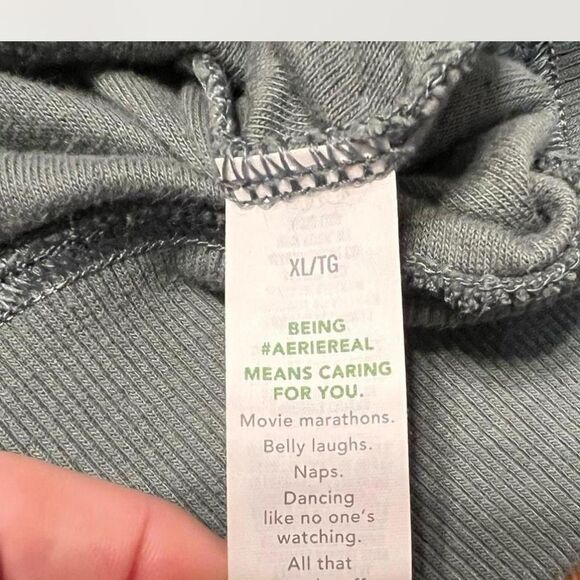 XL/TG
BEING
#AERIEREAL
MEANS CARING
FOR YOU.
Movie marathons.
Belly laughs.
Naps.
Dancing
like no one's
watching.
All that